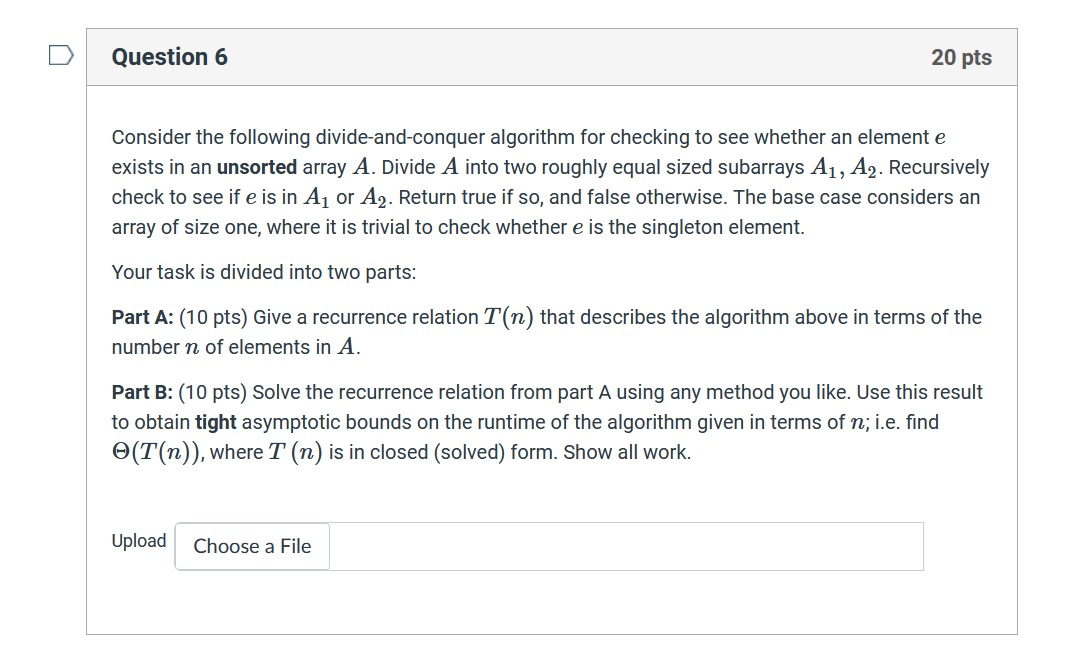 Question 6
20 pts
Consider the following divide-and-conquer algorithm for checking to see whether an element e
exists in an unsorted array A. Divide A into two roughly equal sized subarrays A₁, A₂. Recursively
check to see if e is in A₁ or A₂. Return true if so, and false otherwise. The base case considers an
array of size one, where it is trivial to check whether e is the singleton element.
Your task is divided into two parts:
Part A: (10 pts) Give a recurrence relation T(n) that describes the algorithm above in terms of the
number n of elements in A.
Part B: (10 pts) Solve the recurrence relation from part A using any method you like. Use this result
to obtain tight asymptotic bounds on the runtime of the algorithm given in terms of n; i.e. find
Θ(T(n)), where T (n) is in closed (solved) form. Show all work.
Upload Choose a File